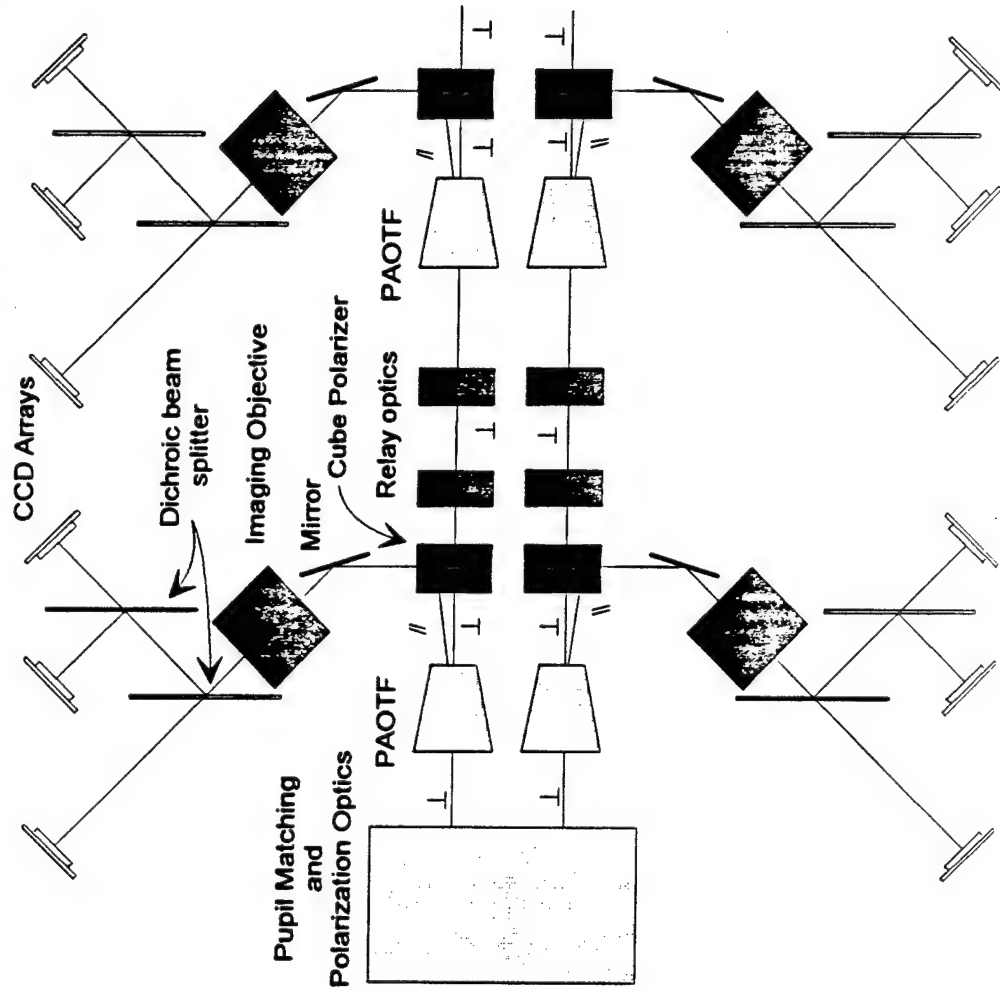 CCD Arrays
Dichroic beam
splitter
Imaging Objective
Mirror
Cube Polarizer
Relay optics
PAOTF
PAOTF
Pupil Matching
and
Polarization Optics
//
⊥
//
⊥
⊥
//
⊥
//
⊥
⊥
⊥
⊥
⊥
⊥
⊥